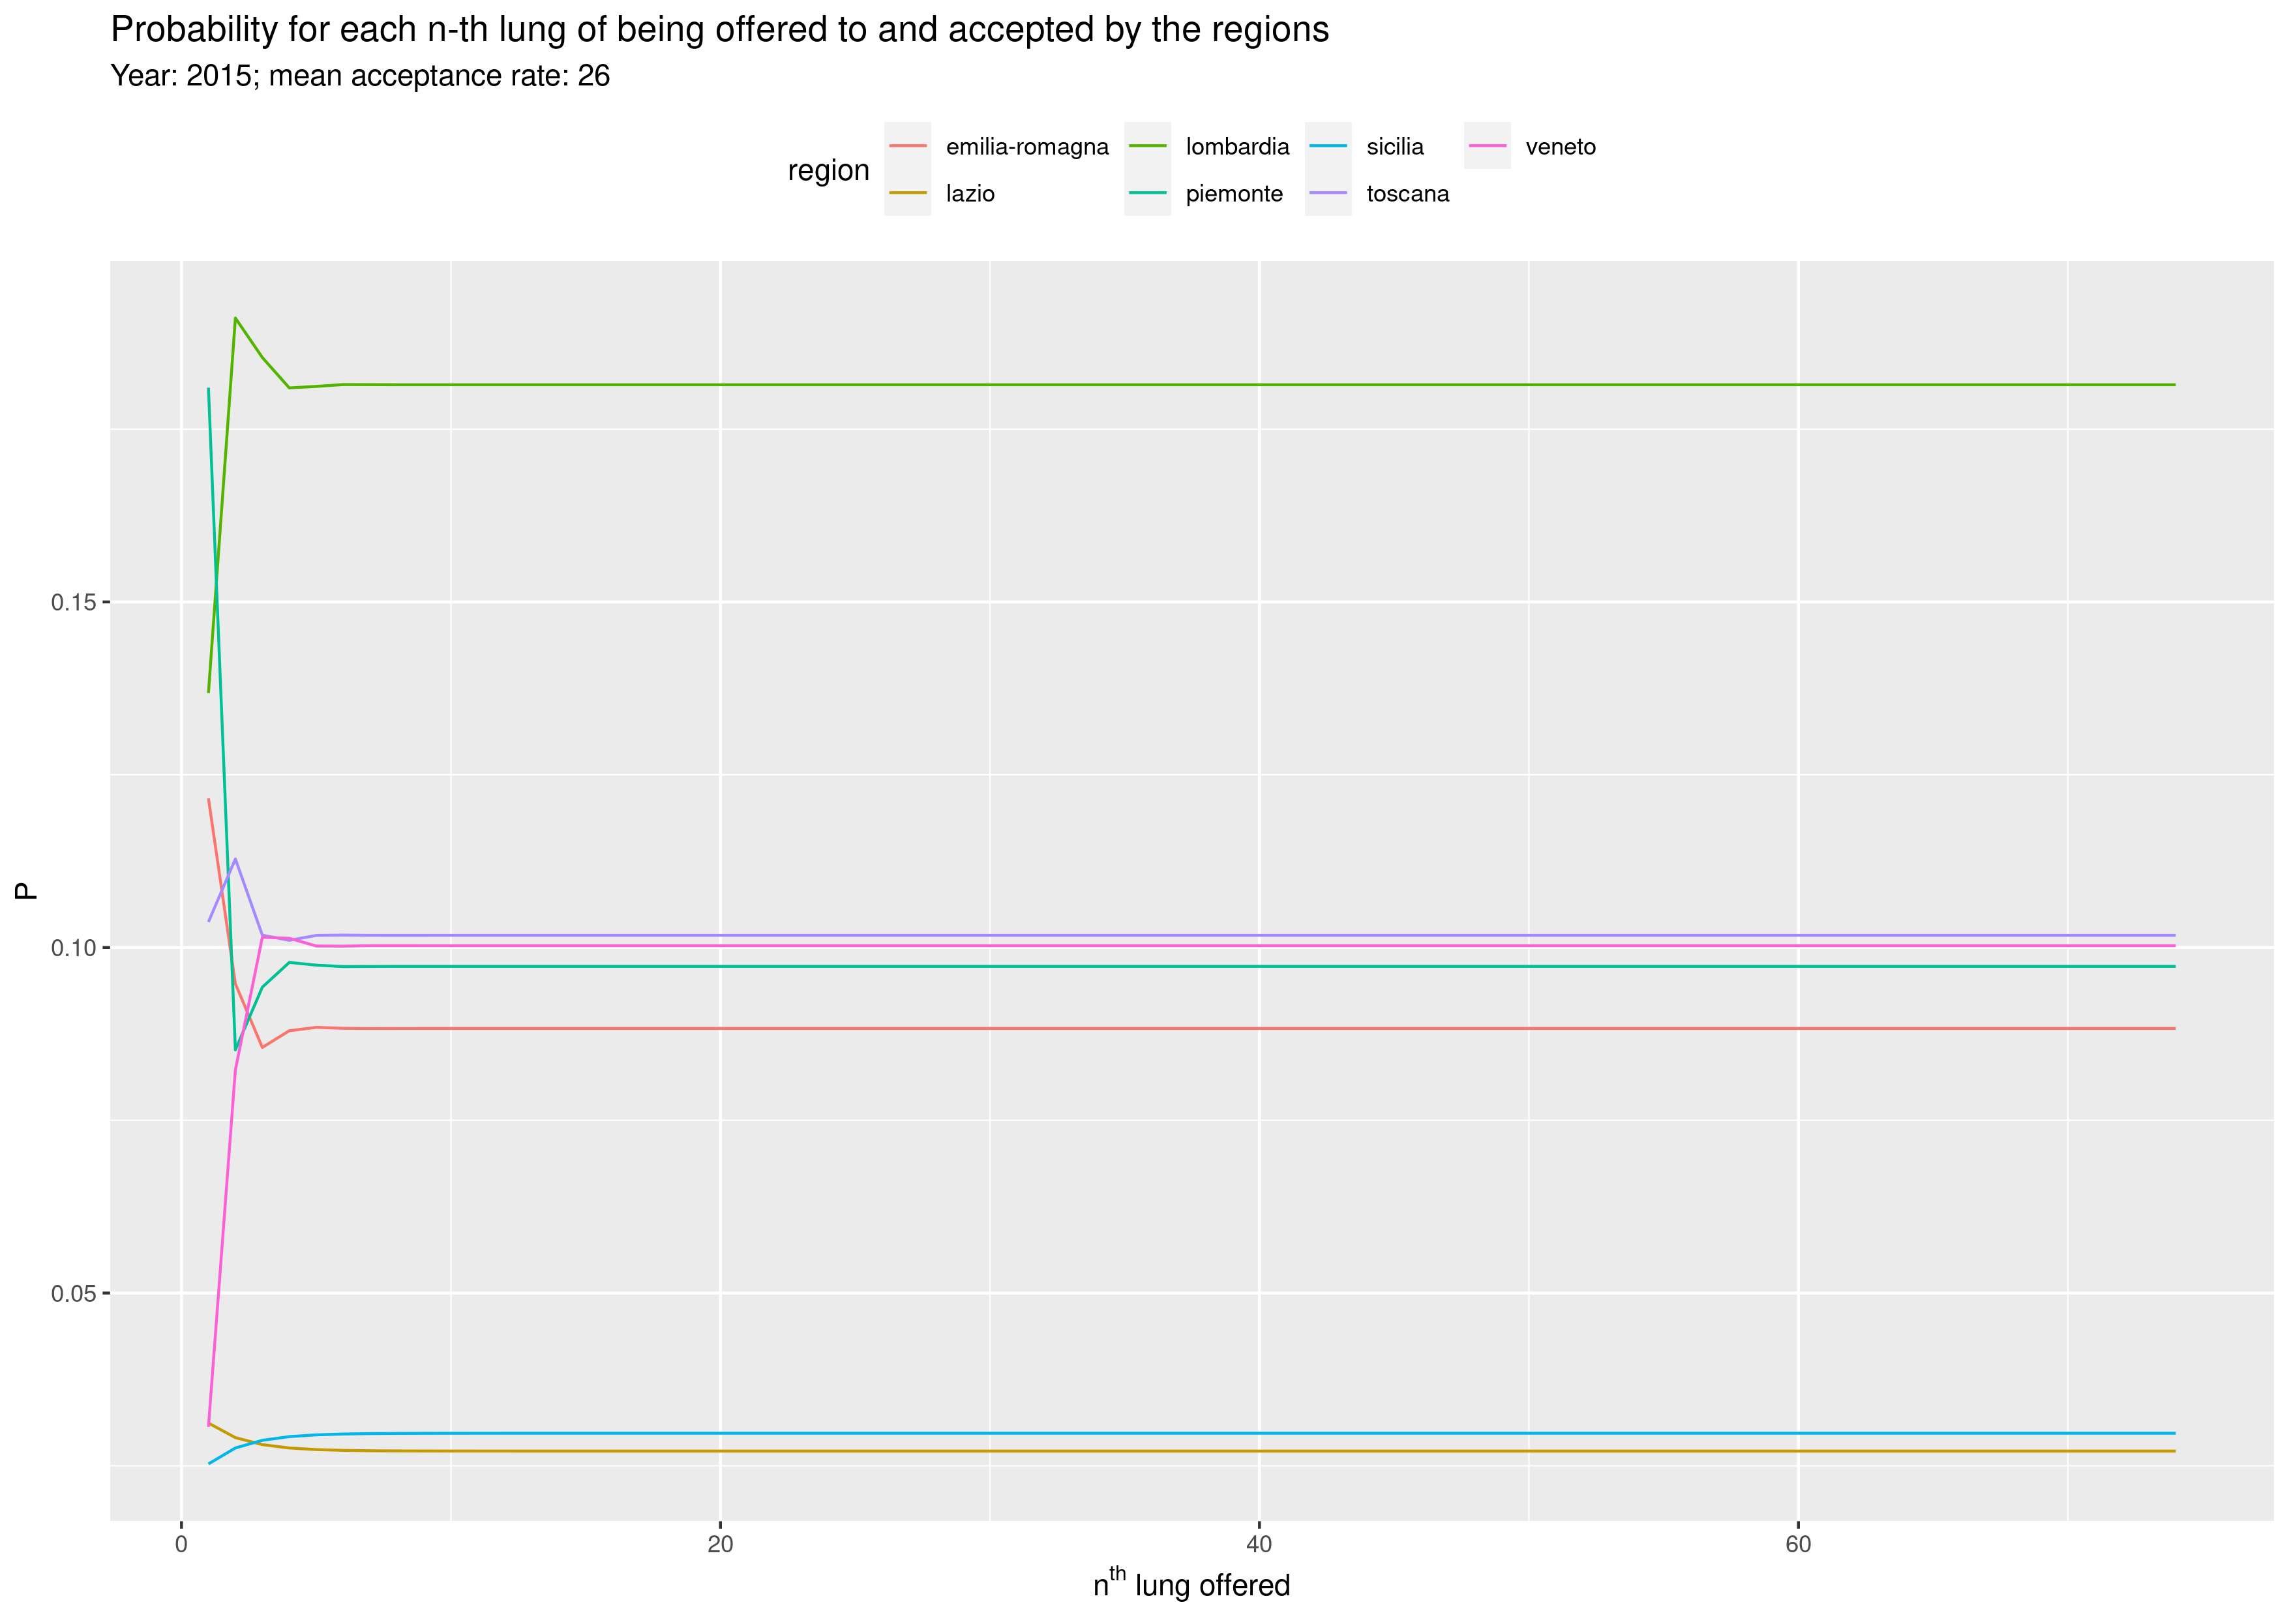 Probability for each n-th lung of being offered to and accepted by the regions
Year: 2015; mean acceptance rate: 26
region
emilia-romagna
lombardia
sicilia
veneto
lazio
piemonte
toscana
0.15
0.10
0.05
P
0
20
40
60
nth lung offered